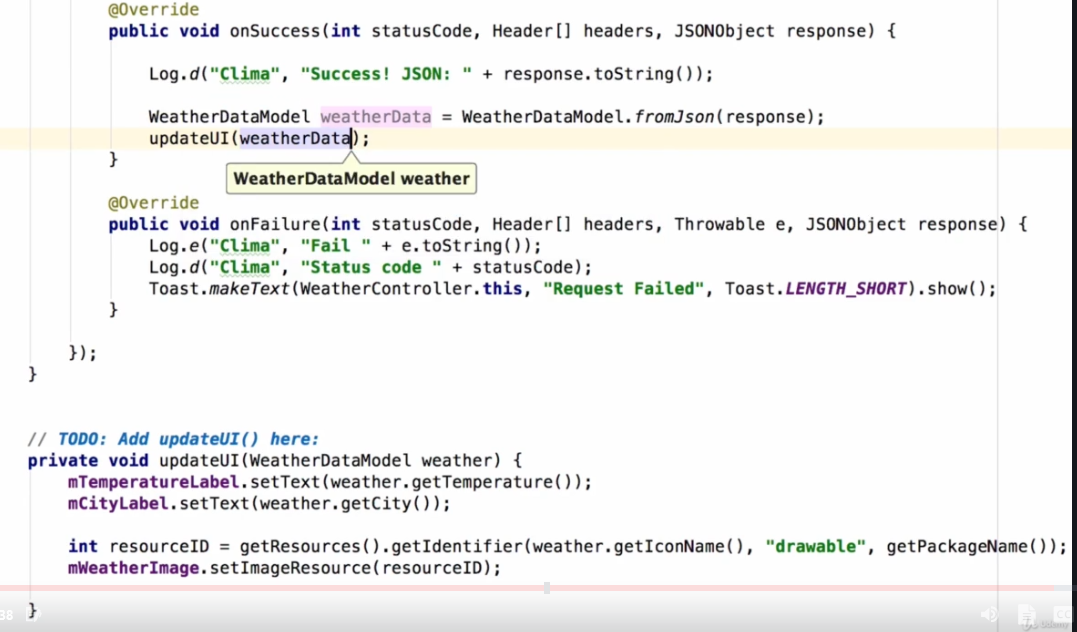 @Override
public void onSuccess(int statusCode, Header[] headers, JSONObject response) {
Log.d("Clima", "Success! JSON: " + response.toString());
WeatherDataModel weatherData = WeatherDataModel.fromJson(response);
updateUI(weatherData);
}
WeatherDataModel weather
@Override
public void onFailure(int statusCode, Header[] headers, Throwable e, JSONObject response) {
Log.e("Clima", "Fail " + e.toString());
Log.d("Clima", "Status code " + statusCode);
Toast.makeText(WeatherController.this, "Request Failed", Toast.LENGTH_SHORT).show();
}
});
}
// TODO: Add updateUI() here:
private void updateUI(WeatherDataModel weather) {
mTemperatureLabel.setText(weather.getTemperature());
mCityLabel.setText(weather.getCity());
int resourceID = getResources().getIdentifier(weather.getIconName(), "drawable", getPackageName());
mWeatherImage.setImageResource(resourceID);
38 }
CC